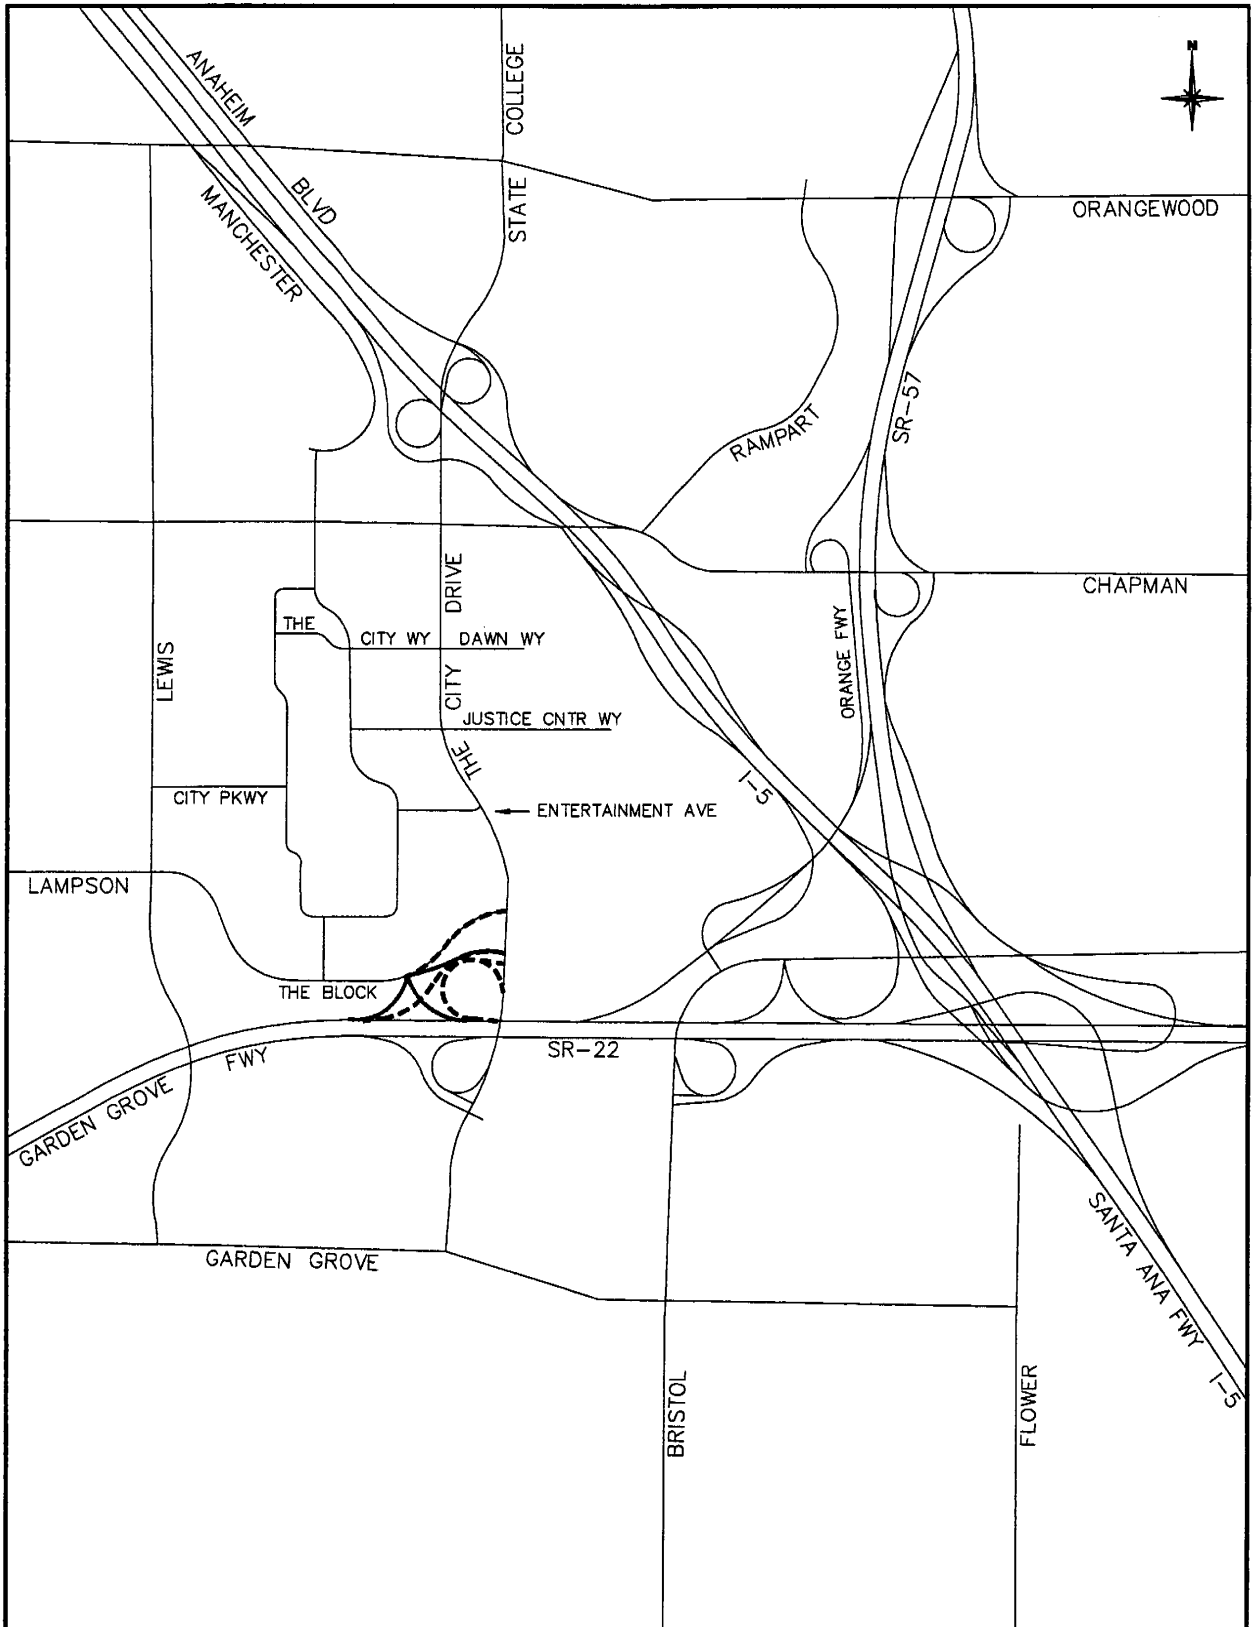 N
ANAHEIM BLVD
STATE COLLEGE
MANCHESTER
ORANGEWOOD
SR-57
RAMPART
CHAPMAN
ORANGE FWY
THE CITY DRIVE
THE CITY WY
DAWN WY
LEWIS
JUSTICE CNTR WY
I-5
CITY PKWY
ENTERTAINMENT AVE
LAMPSON
THE BLOCK
SR-22
GARDEN GROVE FWY
GARDEN GROVE
SANTA ANA FWY
I-5
BRISTOL
FLOWER